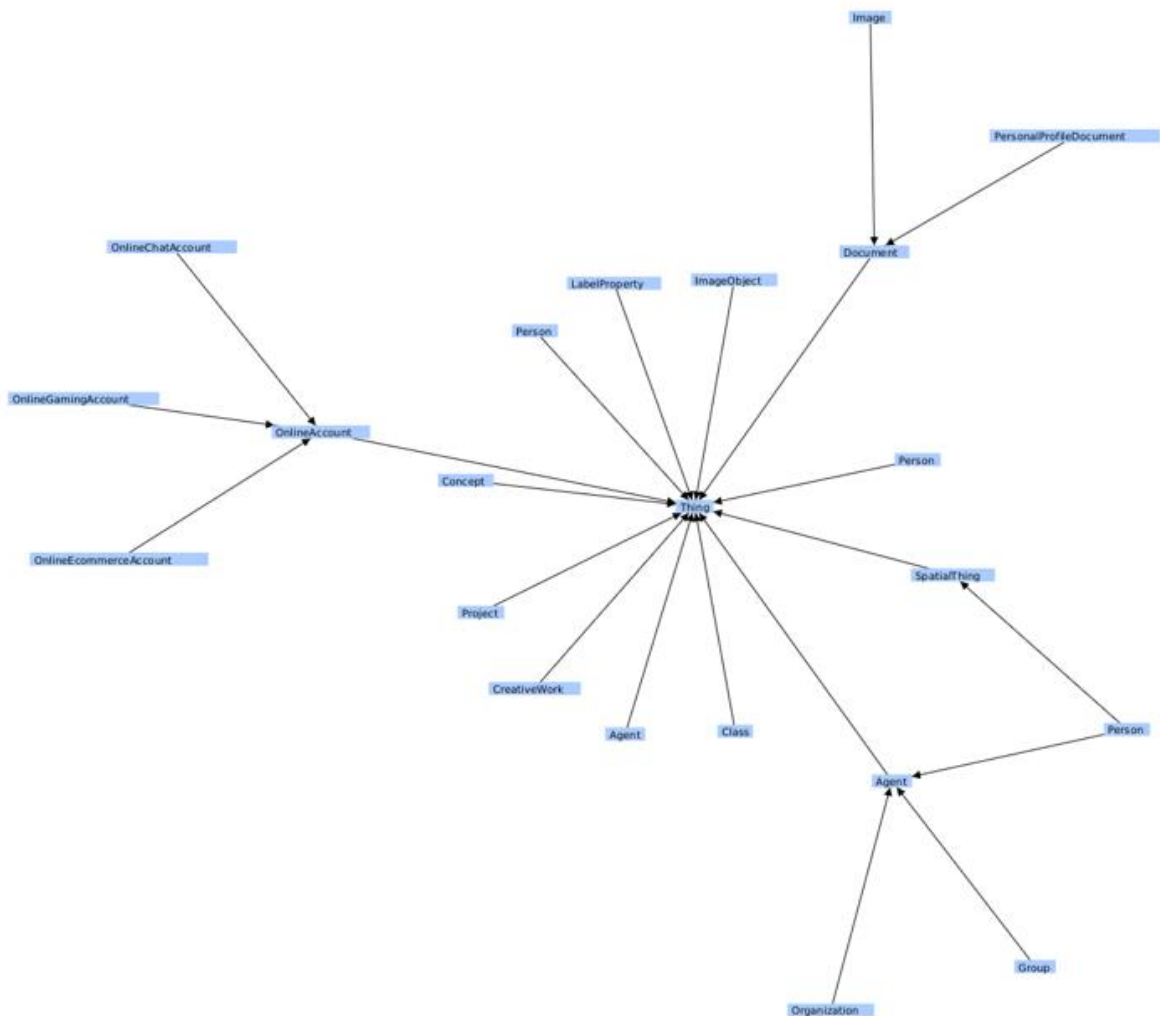 Image
PersonalProfileDocument
OnlineChatAccount
Document
LabelProperty
ImageObject
Person
OnlineGamingAccount
OnlineAccount
Person
Concept
Thing
OnlineEcommerceAccount
SpatialThing
Project
CreativeWork
Agent
Class
Person
Agent
Group
Organization